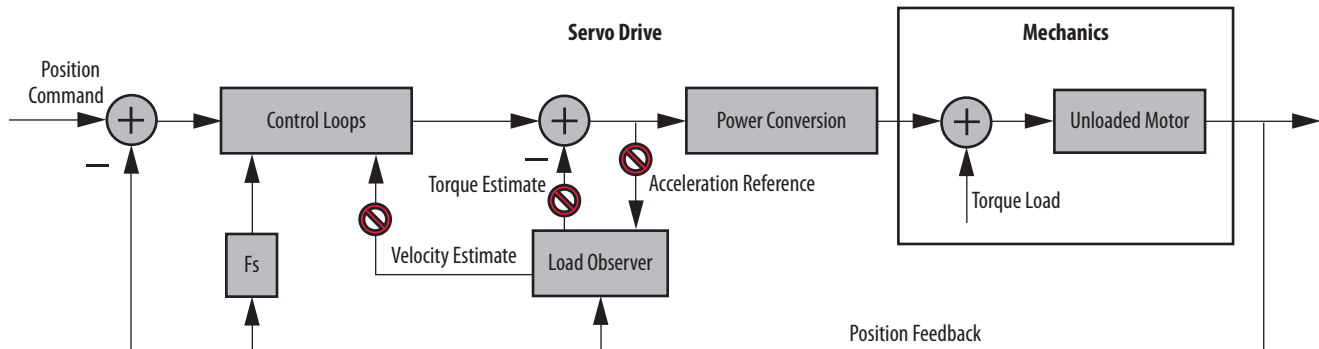 Servo Drive
Mechanics
Position
Command
Control Loops
Power Conversion
Unloaded Motor
Torque Estimate
Acceleration Reference
Torque Load
Fs
Velocity Estimate
Load Observer
Position Feedback